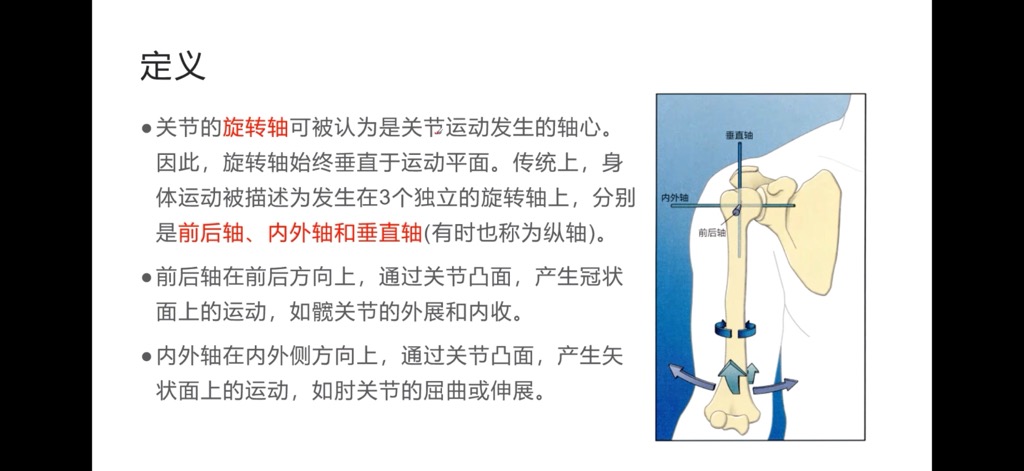 定义
●关节的旋转轴可被认为是关节运动发生的轴心。
因此，旋转轴始终垂直于运动平面。传统上，身
体运动被描述为发生在3个独立的旋转轴上，分别
是前后轴、内外轴和垂直轴(有时也称为纵轴)。
●前后轴在前后方向上，通过关节凸面，产生冠状
面上的运动，如髋关节的外展和内收。
●内外轴在内外侧方向上，通过关节凸面，产生矢
状面上的运动，如肘关节的屈曲或伸展。
垂直轴
内外轴
前后轴